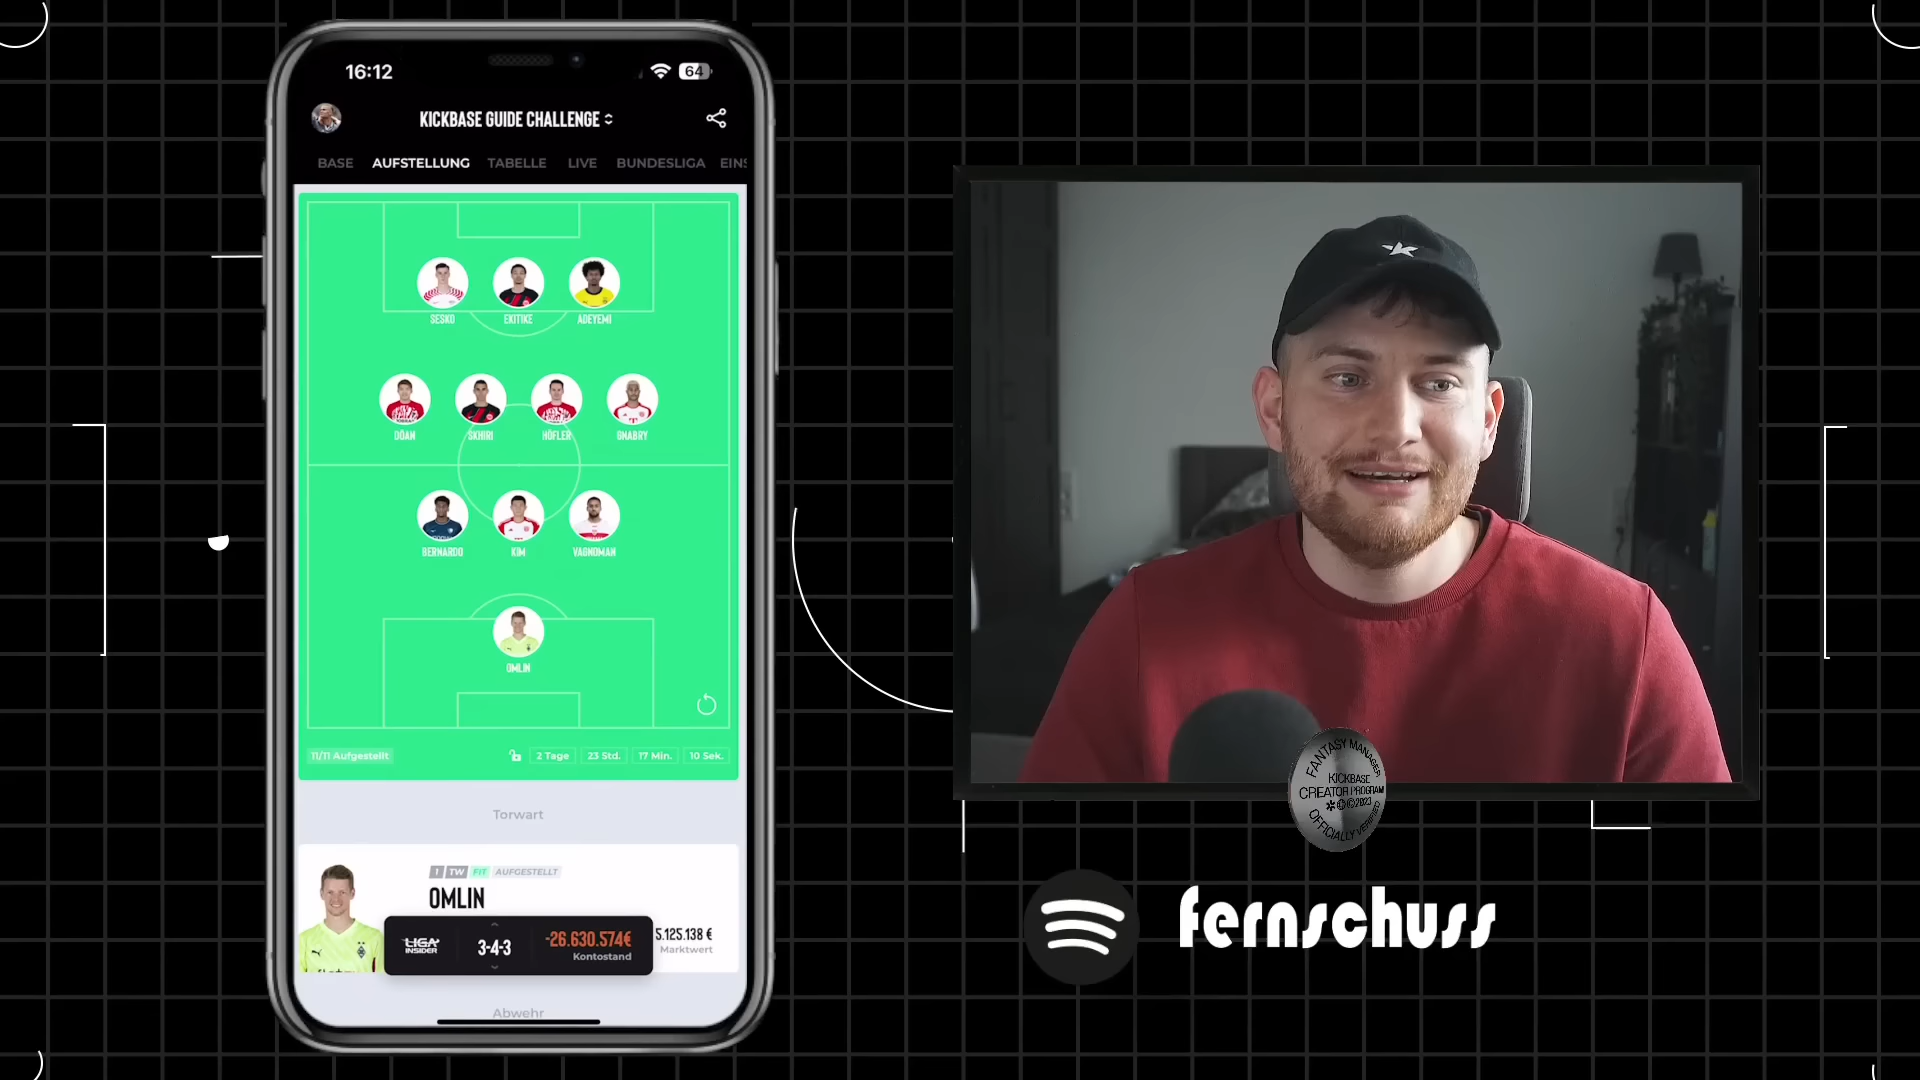 16:12
64
KICKBASE GUIDE CHALLENGE
BASE AUFSTELLUNG TABELLE LIVE BUNDESLIGA EINS
SESKO EKITIKE ADEYEMI
DOAN SKHIRI HÖFLER GNABRY
BERNARDO KIM VAGNOMAN
OMLIN
11/11 Aufgestellt 2 Tage 23 Std. 17 Min. 10 Sek.
Torwart
1 TW FIT AUFGESTELLT
OMLIN
LIGA INSIDER 3-4-3 -26.630.574€ 5.125.138 €
Kontostand Marktwert
Abwehr
FANTASY MANAGER
KICKBASE
CREATOR PROGRAM
©2023
OFFICIALLY VERIFIED
fernschuss